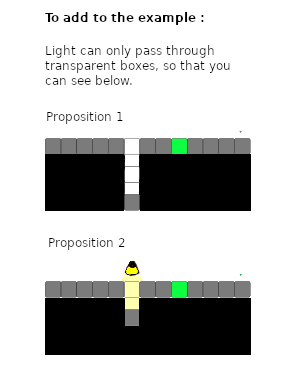 To add to the example :
Light can only pass through
transparent boxes, so that you
can see below.
Proposition 1
Proposition 2